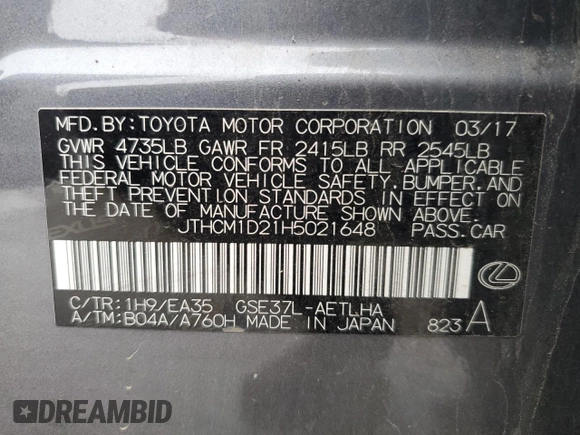 MFD. BY: TOYOTA MOTOR CORPORATION 03/17
GVWR 4735LB GAWR FR 2415LB RR 2545LB
THIS VEHICLE CONFORMS TO ALL APPLICABLE
FEDERAL MOTOR VEHICLE SAFETY, BUMPER, AND
THEFT PREVENTION STANDARDS IN EFFECT ON
THE DATE OF MANUFACTURE SHOWN ABOVE.
JTHCM1D21H5021648 PASS.CAR
C/TR: 1H9/EA35 GSE37L-AETLHA
A/TM: B04A/A760H MADE IN JAPAN 823 A
DREAMBID